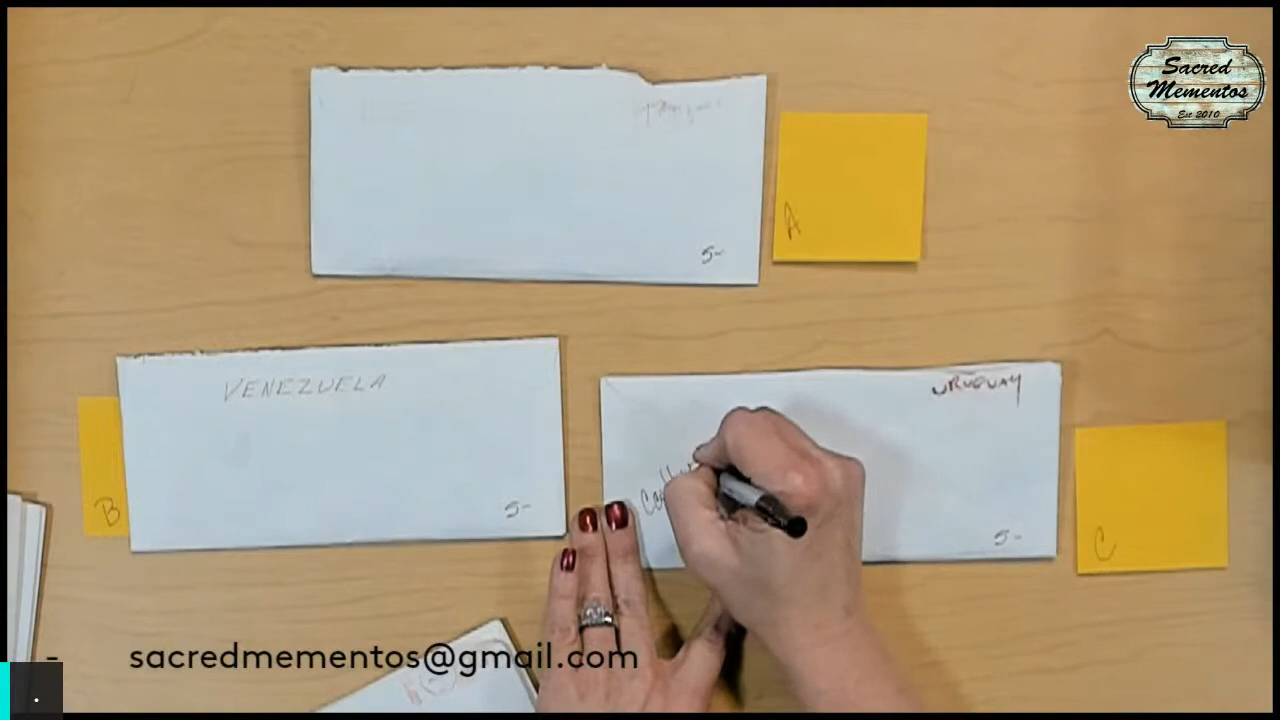 Sacred
Mementos
Est 2010
5-
A
VENEZUELA
B
5-
URUGUAY
5-
C
sacredmementos@gmail.com